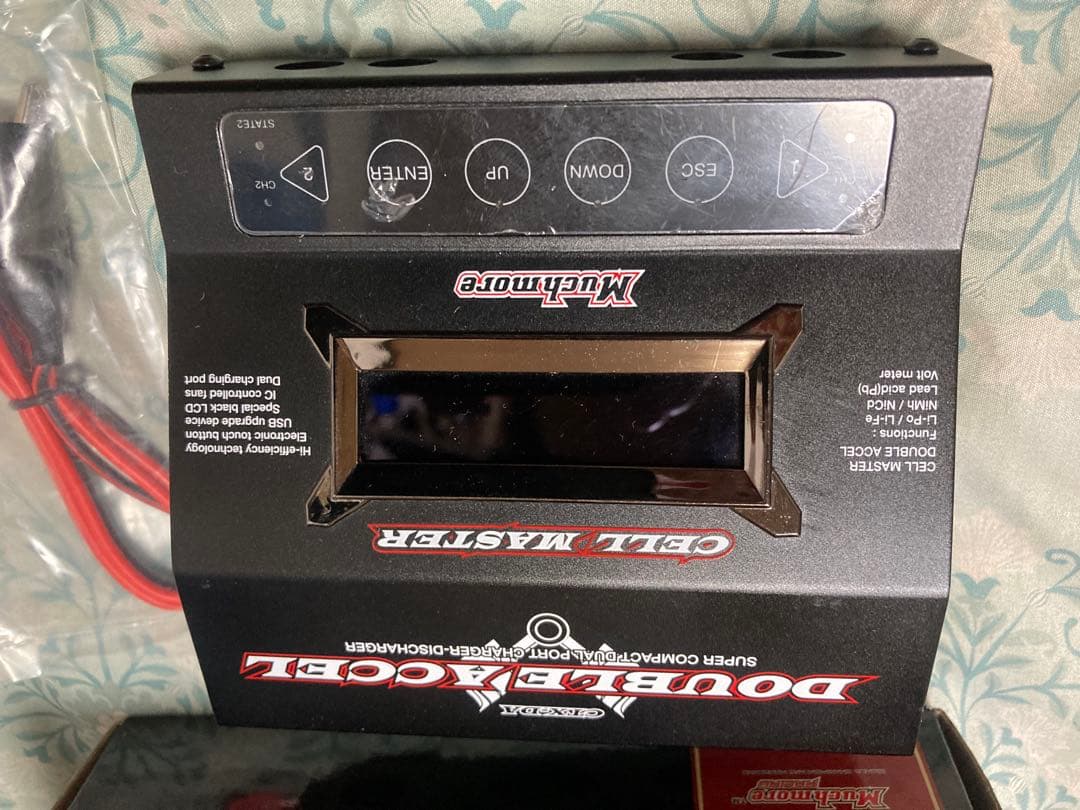 Muchmore
RACING
DOUBLE ACCEL
SUPER COMPACT DUAL PORT CHARGER-DISCHARGER
CELL MASTER
CELL MASTER
DOUBLE ACCEL
Functions :
Li-Po / Li-Fe
NiMh / NiCd
Lead acid(Pb)
Volt meter
Hi-efficiency technology
Electronic touch button
USB upgrade device
Special black LCD
IC controlled fans
Dual charging port
Muchmore
1
ESC
DOWN
UP
ENTER
2
CH2
STATE2